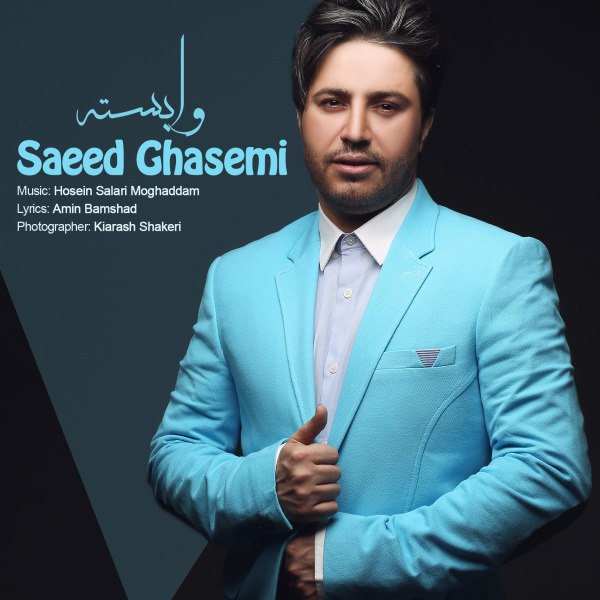 وابسته
Saeed Ghasemi
Music: Hosein Salari Moghaddam
Lyrics: Amin Bamshad
Photographer: Kiarash Shakeri